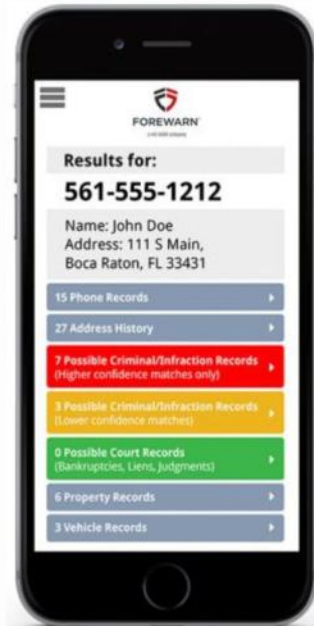 FOREWARN
Results for:
561-555-1212
Name: John Doe
Address: 111 S Main,
Boca Raton, FL 33431
15 Phone Records
27 Address History
7 Possible Criminal/Infraction Records
(Higher confidence matches only)
3 Possible Criminal/Infraction Records
(Lower confidence matches)
0 Possible Court Records
(Bankruptcies, Liens, Judgments)
6 Property Records
3 Vehicle Records